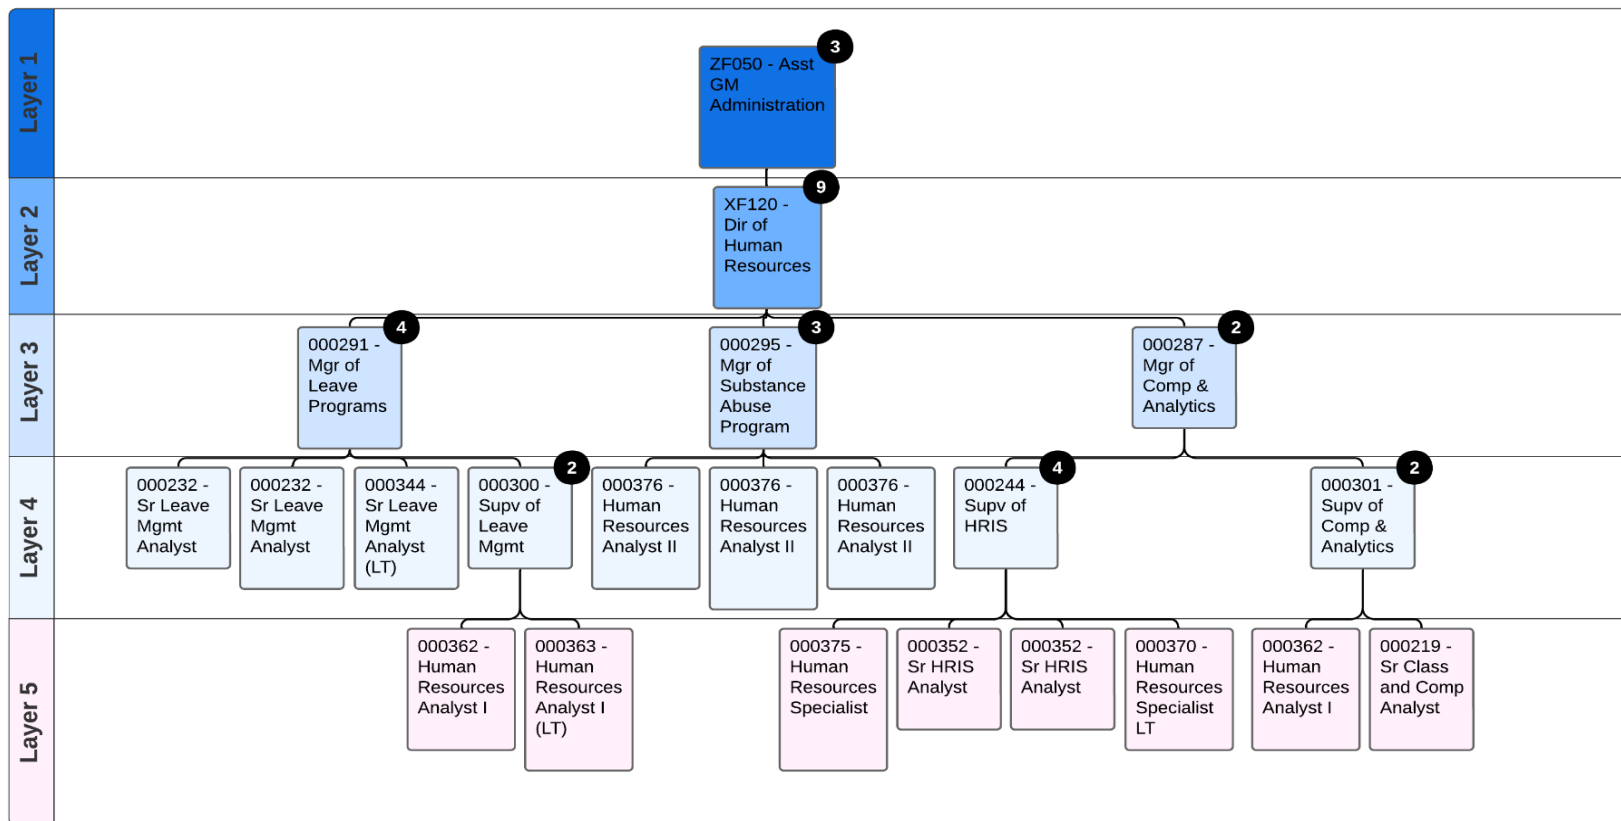 Layer 1
3
ZF050 - Asst
GM
Administration
Layer 2
9
XF120 -
Dir of
Human
Resources
Layer 3
4
000291 -
Mgr of
Leave
Programs
3
000295 -
Mgr of
Substance
Abuse
Program
2
000287 -
Mgr of
Comp &
Analytics
Layer 4
000232 -
Sr Leave
Mgmt
Analyst
000232 -
Sr Leave
Mgmt
Analyst
000344 -
Sr Leave
Mgmt
Analyst
(LT)
2
000300 -
Supv of
Leave
Mgmt
000376 -
Human
Resources
Analyst II
000376 -
Human
Resources
Analyst II
000376 -
Human
Resources
Analyst II
4
000244 -
Supv of
HRIS
2
000301 -
Supv of
Comp &
Analytics
Layer 5
000362 -
Human
Resources
Analyst I
000363 -
Human
Resources
Analyst I
(LT)
000375 -
Human
Resources
Specialist
000352 -
Sr HRIS
Analyst
000352 -
Sr HRIS
Analyst
000370 -
Human
Resources
Specialist
LT
000362 -
Human
Resources
Analyst I
000219 -
Sr Class
and Comp
Analyst